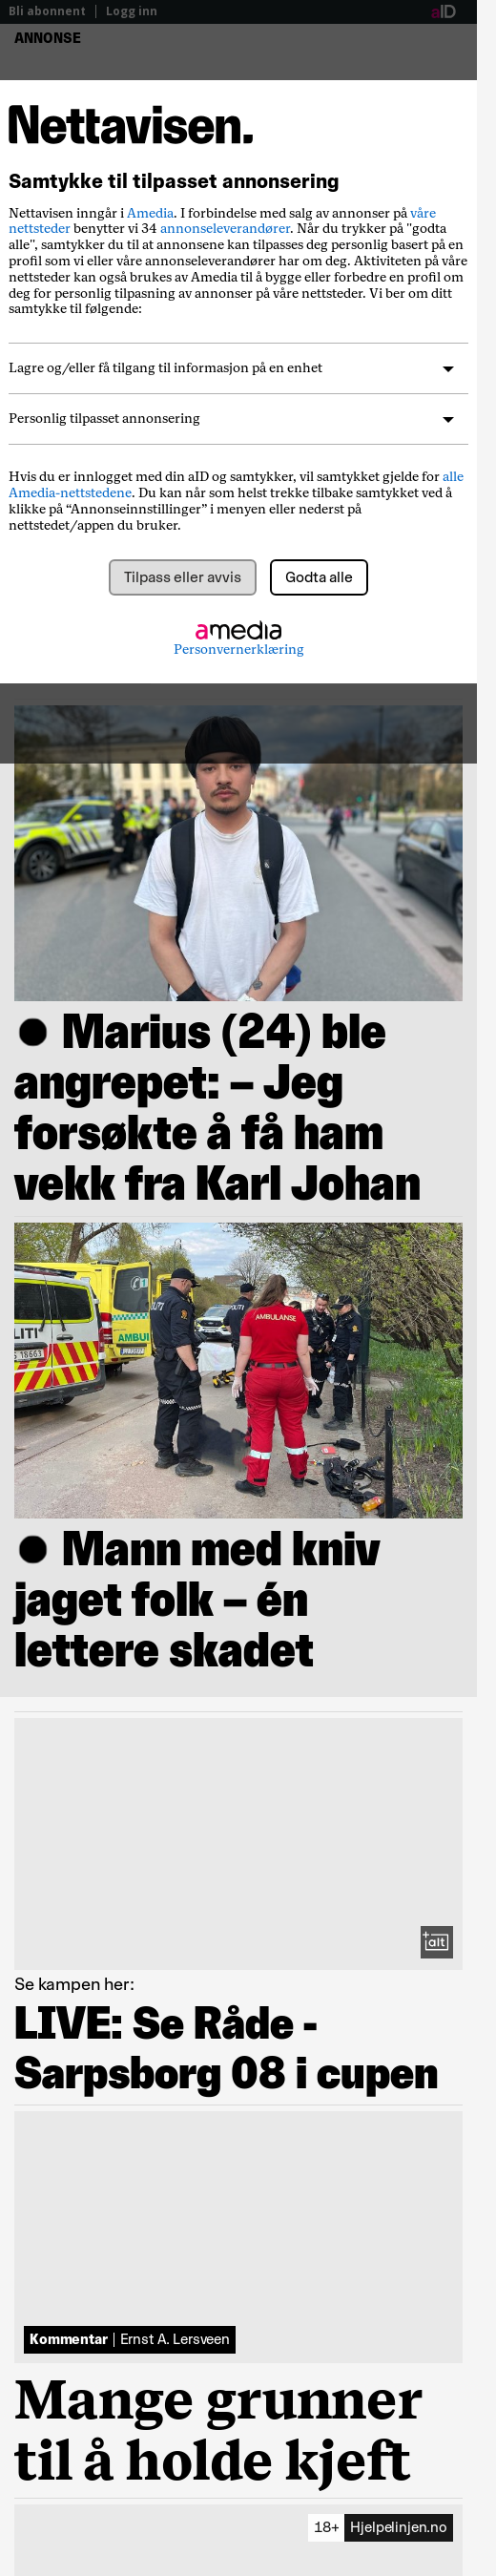 Bli abonnent | Logg inn
aID
ANNONSE
Nettavisen.
Samtykke til tilpasset annonsering
Nettavisen inngår i Amedia. I forbindelse med salg av annonser på våre
nettsteder benytter vi 34 annonseleverandører. Når du trykker på "godta
alle", samtykker du til at annonsene kan tilpasses deg personlig basert på en
profil som vi eller våre annonseleverandører har om deg. Aktiviteten på våre
nettsteder kan også brukes av Amedia til å bygge eller forbedre en profil om
deg for personlig tilpasning av annonser på våre nettsteder. Vi ber om ditt
samtykke til følgende:
Lagre og/eller få tilgang til informasjon på en enhet
Personlig tilpasset annonsering
Hvis du er innlogget med din aID og samtykker, vil samtykket gjelde for alle
Amedia-nettstedene. Du kan når som helst trekke tilbake samtykket ved å
klikke på “Annonseinnstillinger” i menyen eller nederst på
nettstedet/appen du bruker.
Tilpass eller avvis
Godta alle
amedia
Personvernerklæring
Marius (24) ble
angrepet: – Jeg
forsøkte å få ham
vekk fra Karl Johan
AMBULANSE
POLITI
Mann med kniv
jaget folk – én
lettere skadet
+alt
Se kampen her:
LIVE: Se Råde -
Sarpsborg 08 i cupen
Kommentar | Ernst A. Lersveen
Mange grunner
til å holde kjeft
18+ Hjelpelinjen.no